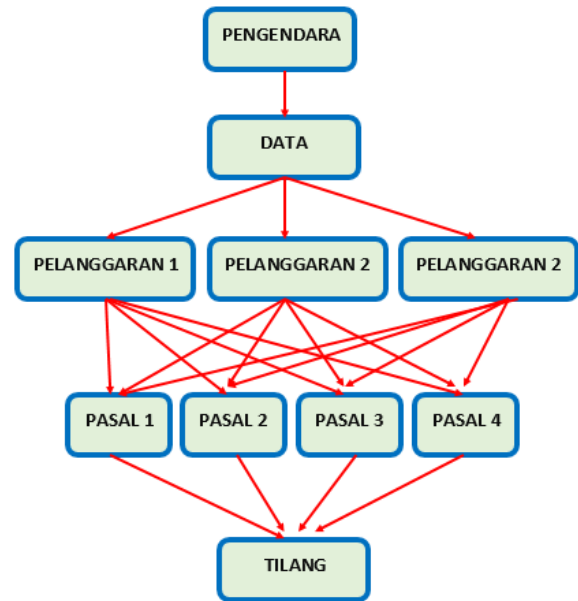 PENGENDARA
DATA
PELANGGARAN 1
PELANGGARAN 2
PELANGGARAN 2
PASAL 1
PASAL 2
PASAL 3
PASAL 4
TILANG